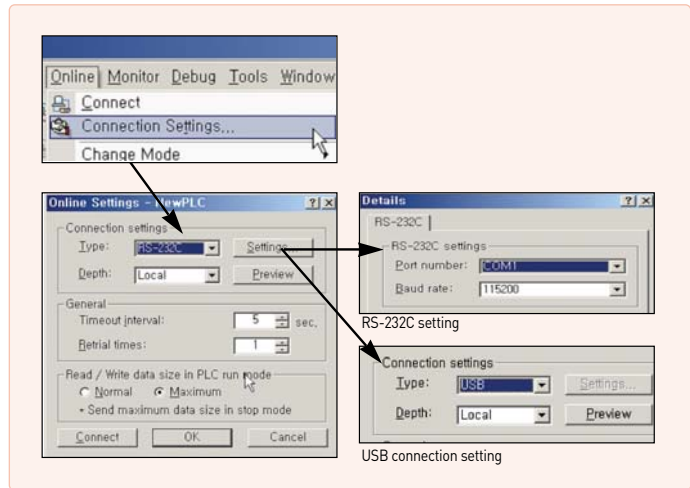 Online Monitor Debug Tools Window
Connect
Connection Settings...
Change Mode
Online Settings - NewPLC
Connection settings
Type: RS-232C Settings...
Depth: Local Preview
General
Timeout interval: 5 sec.
Retrial times: 1
Read / Write data size in PLC run mode
Normal Maximum
Send maximum data size in stop mode
Connect OK Cancel
Details
RS-232C
RS-232C settings
Port number: COM1
Baud rate: 115200
RS-232C setting
Connection settings
Type: USB Settings...
Depth: Local Preview
USB connection setting